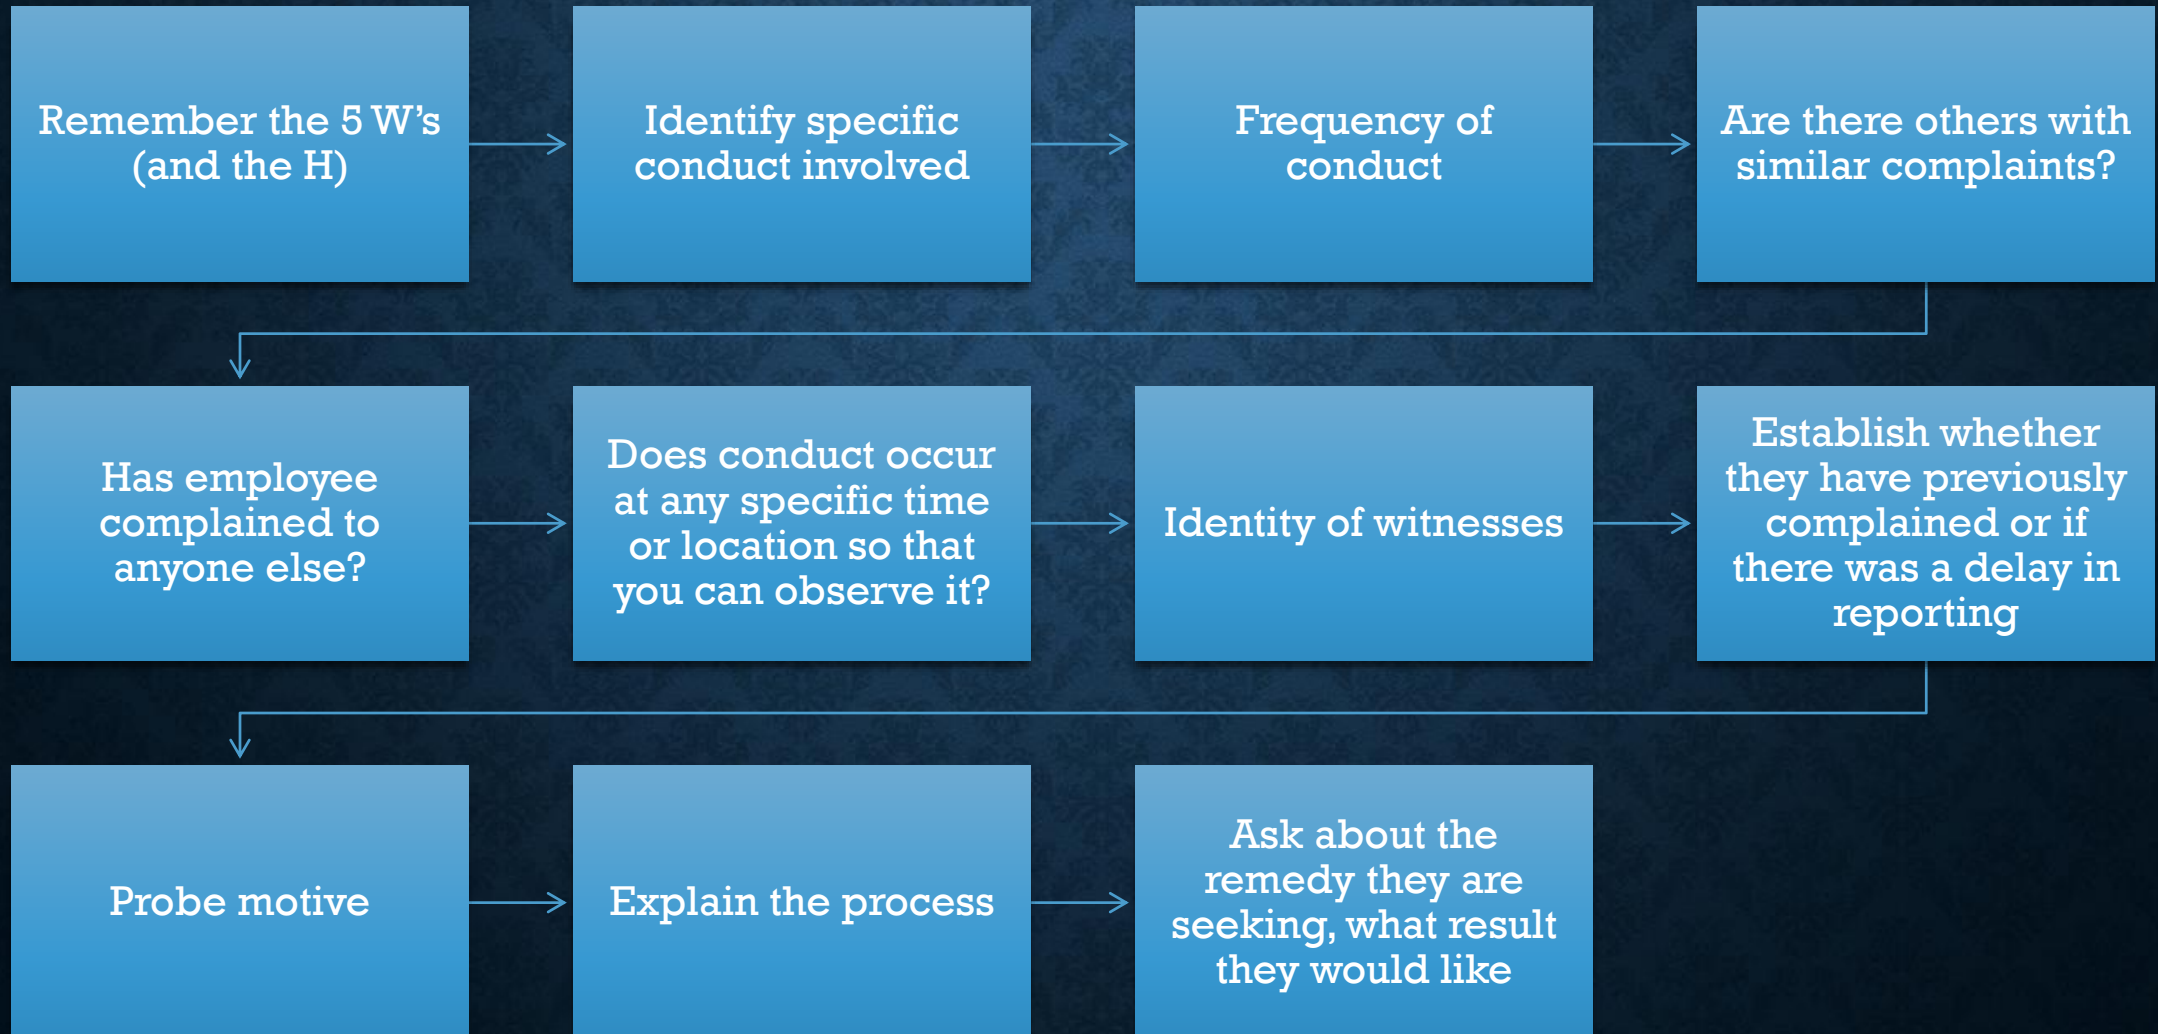 Remember the 5 W’s
(and the H)
Identify specific
conduct involved
Frequency of
conduct
Are there others with
similar complaints?
Has employee
complained to
anyone else?
Does conduct occur
at any specific time
or location so that
you can observe it?
Identity of witnesses
Establish whether
they have previously
complained or if
there was a delay in
reporting
Probe motive
Explain the process
Ask about the
remedy they are
seeking, what result
they would like